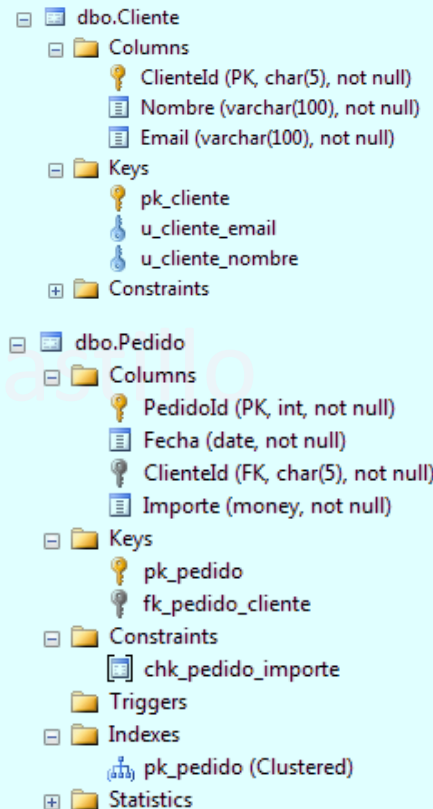 dbo.Cliente
Columns
ClienteId (PK, char(5), not null)
Nombre (varchar(100), not null)
Email (varchar(100), not null)
Keys
pk_cliente
u_cliente_email
u_cliente_nombre
Constraints
dbo.Pedido
Columns
PedidoId (PK, int, not null)
Fecha (date, not null)
ClienteId (FK, char(5), not null)
Importe (money, not null)
Keys
pk_pedido
fk_pedido_cliente
Constraints
chk_pedido_importe
Triggers
Indexes
pk_pedido (Clustered)
Statistics